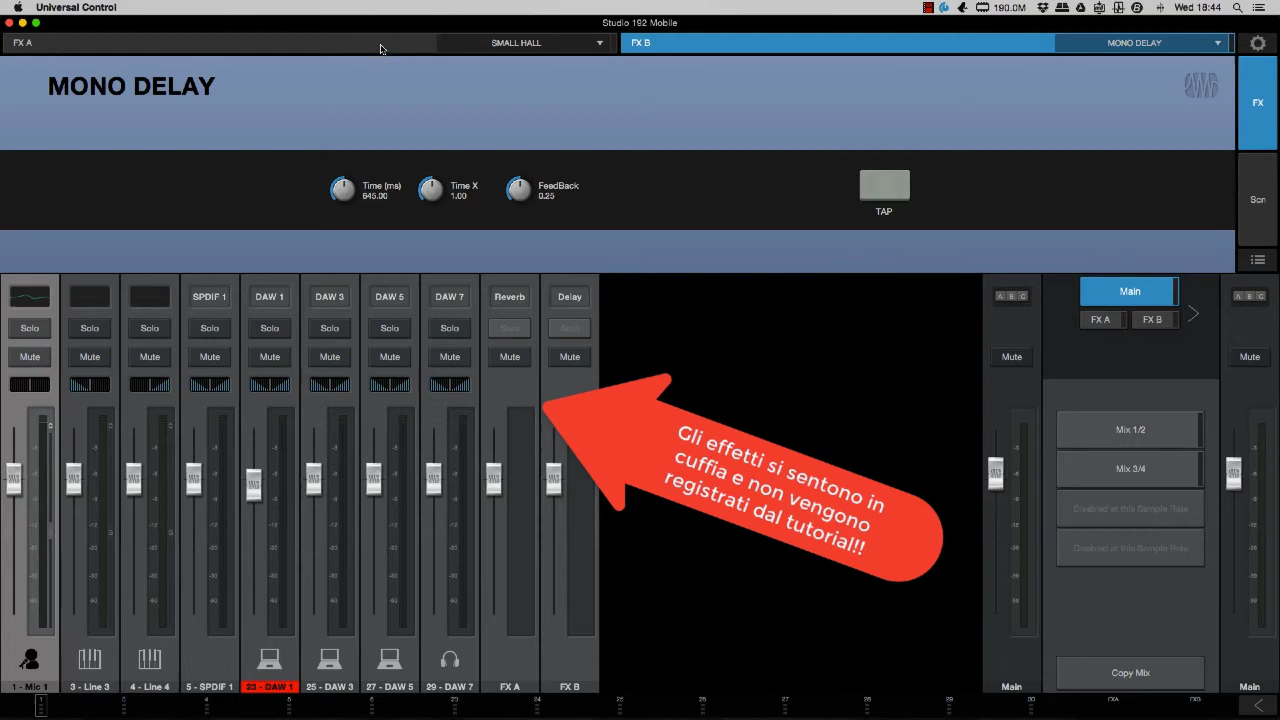 Universal Control
190.0M
Wed 18:44
Studio 192 Mobile
FX A
SMALL HALL
FX B
MONO DELAY
MONO DELAY
FX
Time (ms)
645.00
Time X
1.00
FeedBack
0.25
TAP
Scn
SPDIF 1
DAW 1
DAW 3
DAW 5
DAW 7
Reverb
Delay
A B C
Main
A B C
Solo
Solo
Solo
Solo
Solo
Solo
Solo
Solo
Solo
Solo
FX A
FX B
Mute
Mute
Mute
Mute
Mute
Mute
Mute
Mute
Mute
Mute
Mute
Mute
Gli effetti si sentono in
cuffia e non vengono
registrati dal tutorial!!
Mix 1/2
Mix 3/4
Disabled at this Sample Rate
Disabled at this Sample Rate
Copy Mix
1 - Mic 1
3 - Line 3
4 - Line 4
5 - SPDIF 1
23 - DAW 1
25 - DAW 3
27 - DAW 5
29 - DAW 7
FX A
FX B
Main
Main